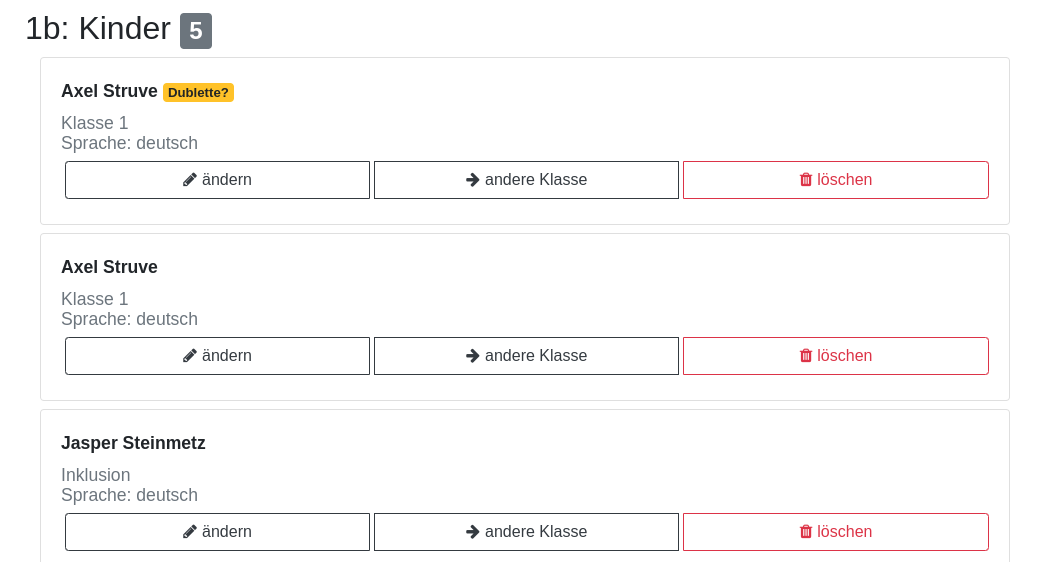 1b: Kinder 5
Axel Struve Dublette?
Klasse 1
Sprache: deutsch
ändern andere Klasse löschen
Axel Struve
Klasse 1
Sprache: deutsch
ändern andere Klasse löschen
Jasper Steinmetz
Inklusion
Sprache: deutsch
ändern andere Klasse löschen